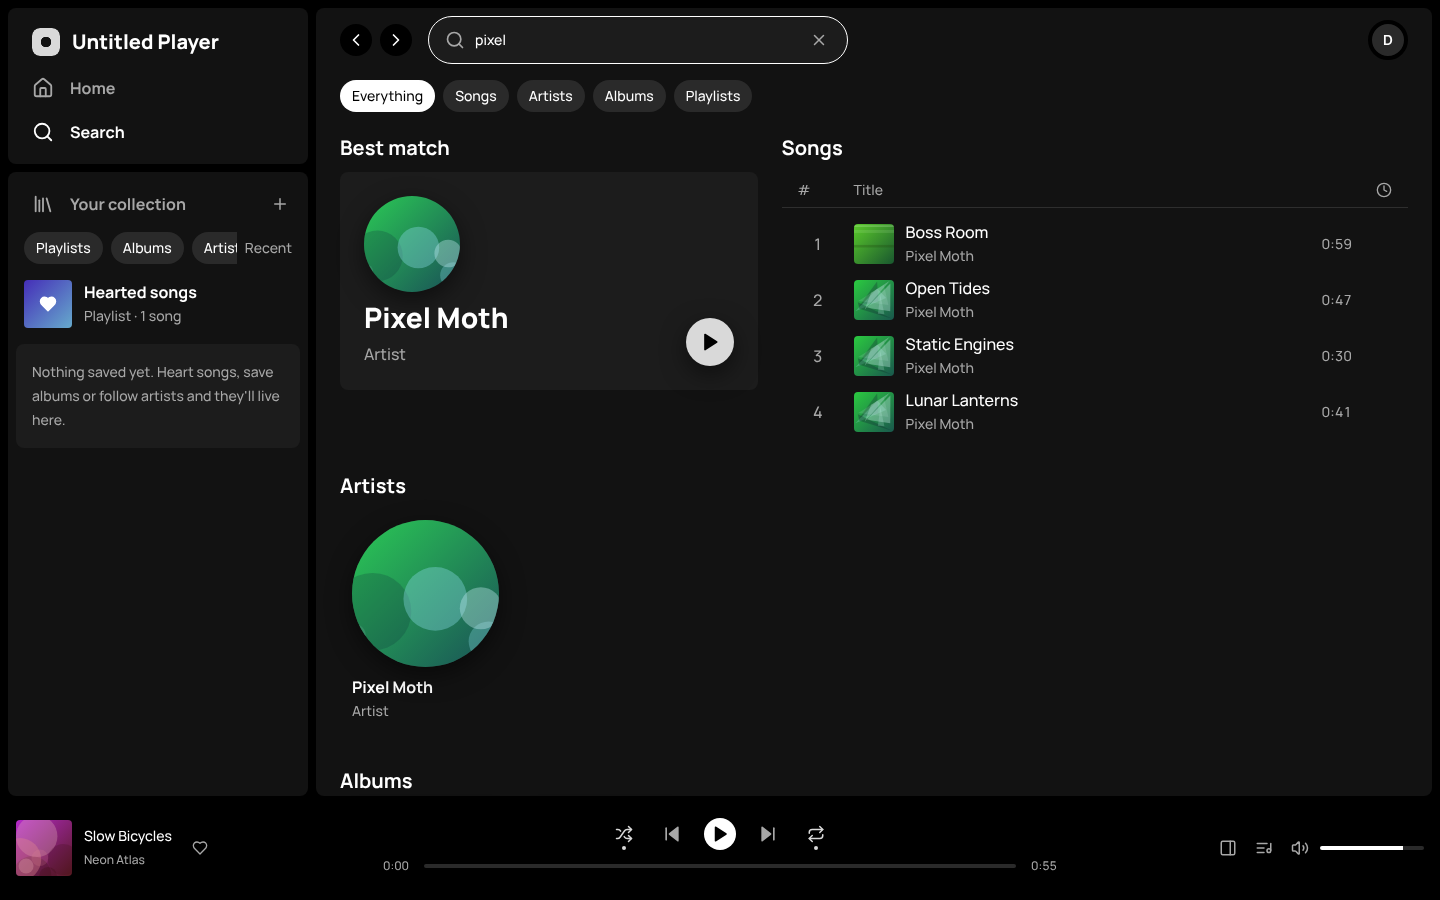 Untitled Player
Home
Search
Your collection
Playlists
Albums
Artist
Recent
Hearted songs
Playlist · 1 song
Nothing saved yet. Heart songs, save
albums or follow artists and they'll live
here.
pixel
D
Everything
Songs
Artists
Albums
Playlists
Best match
Pixel Moth
Artist
Songs
# Title
1 Boss Room 0:59
Pixel Moth
2 Open Tides 0:47
Pixel Moth
3 Static Engines 0:30
Pixel Moth
4 Lunar Lanterns 0:41
Pixel Moth
Artists
Pixel Moth
Artist
Albums
Slow Bicycles
Neon Atlas
0:00
0:55